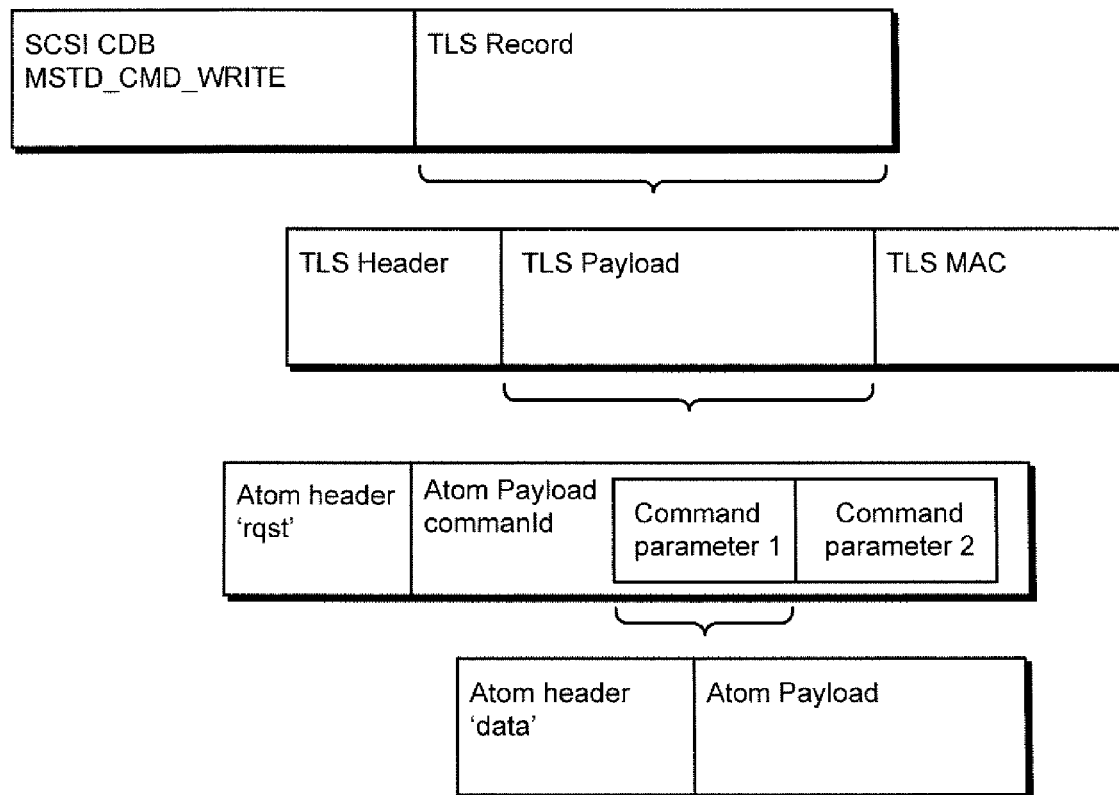 SCSI CDB
MSTD_CMD_WRITE
TLS Record
TLS Header
TLS Payload
TLS MAC
Atom header
‘rqst’
Atom Payload
commanId
Command
parameter 1
Command
parameter 2
Atom header
‘data’
Atom Payload